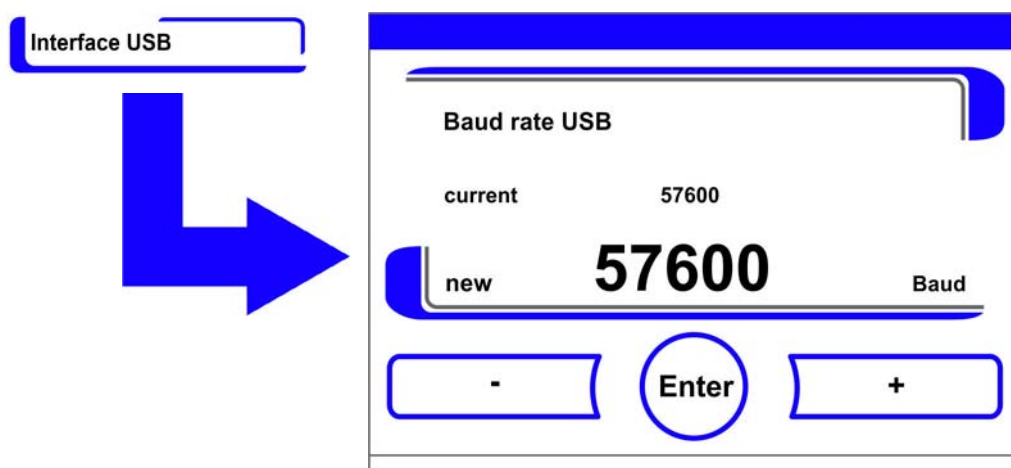 Interface USB
Baud rate USB
current 57600
new 57600 Baud
- Enter +